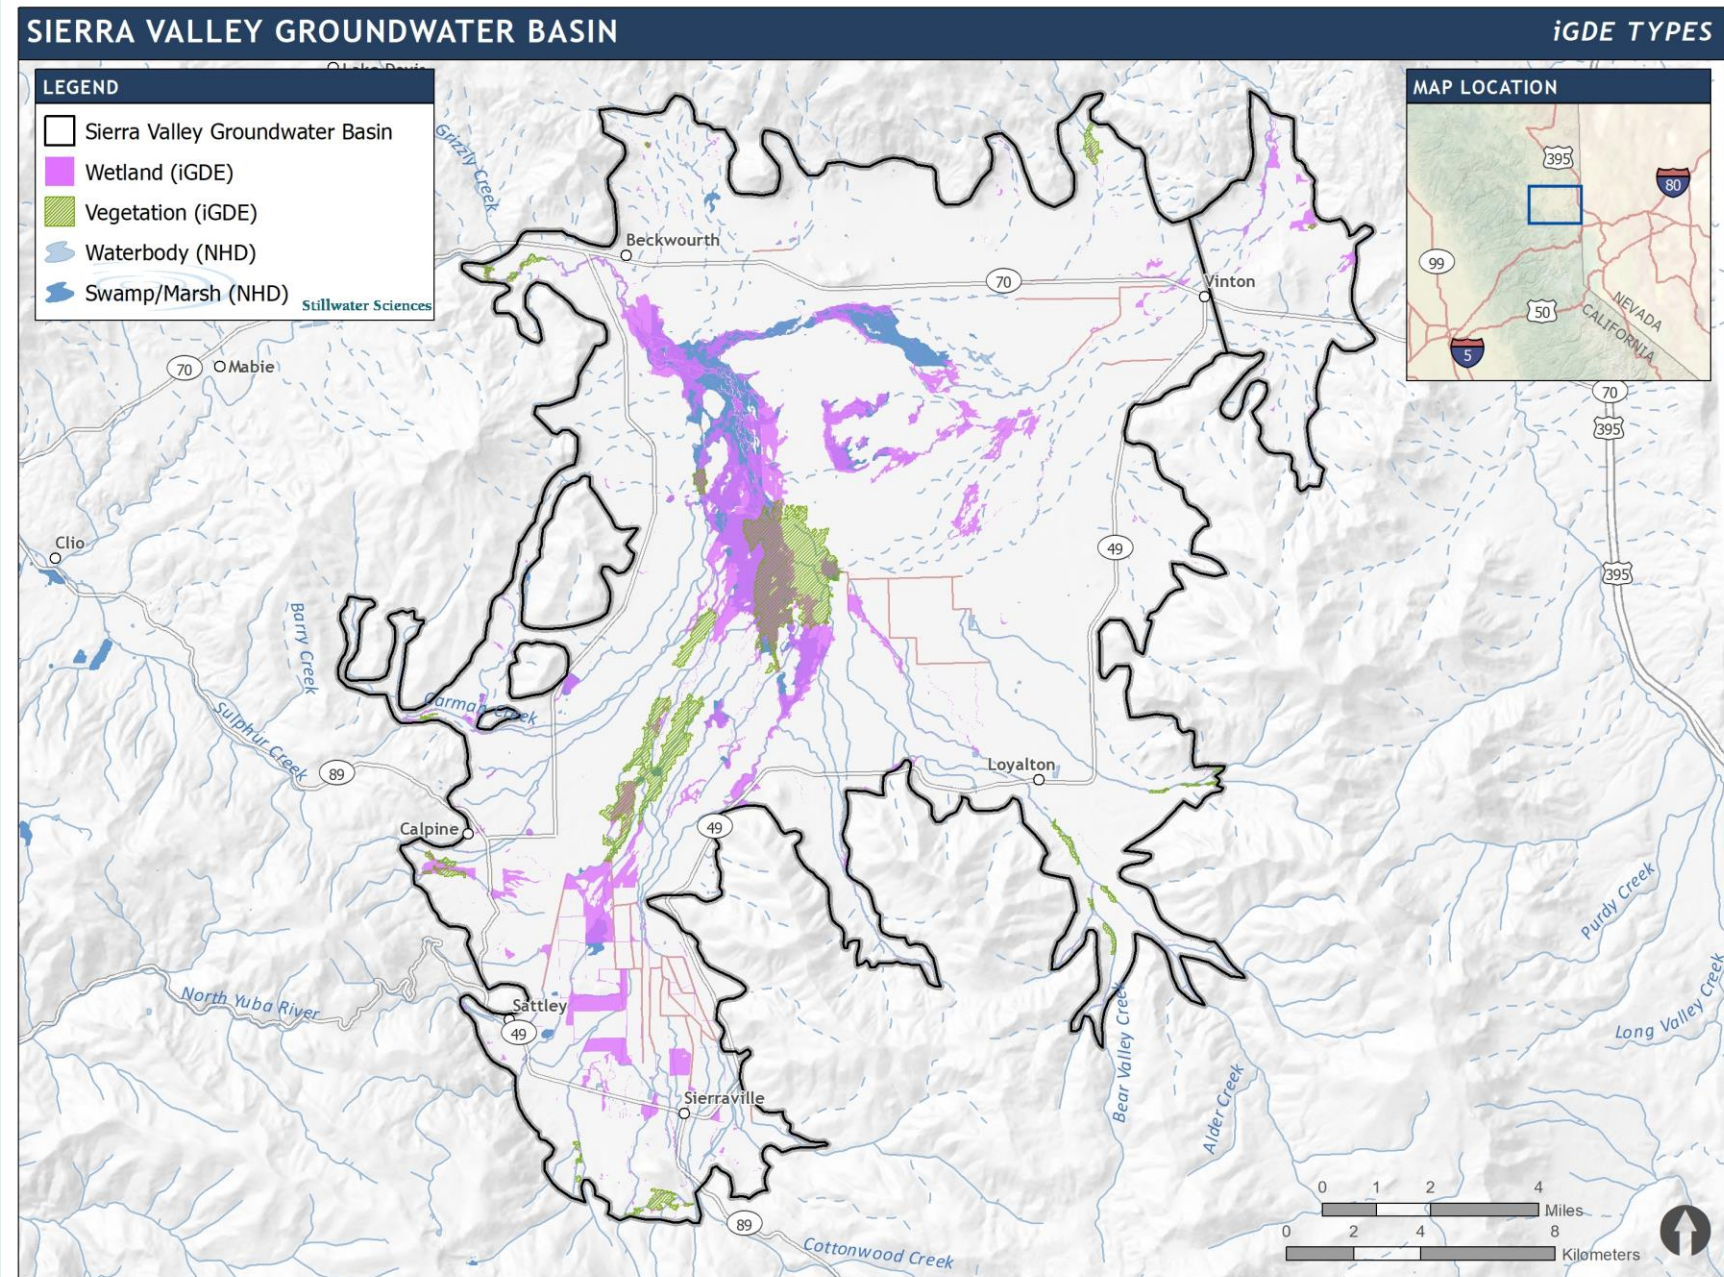 SIERRA VALLEY GROUNDWATER BASIN
iGDE TYPES
Lake Davis
LEGEND
Sierra Valley Groundwater Basin
Wetland (iGDE)
Vegetation (iGDE)
Waterbody (NHD)
Swamp/Marsh (NHD)
Stillwater Sciences
MAP LOCATION
395
80
99
50
5
NEVADA
CALIFORNIA
Grizzly Creek
Beckwourth
70
Vinton
70
Mabie
70
395
Clio
49
395
Barry Creek
Carman Creek
Sulphur Creek
89
Loyalton
Calpine
49
Purdy Creek
North Yuba River
Sattley
49
Long Valley Creek
Bear Valley Creek
Alder Creek
Sierraville
89
Cottonwood Creek
0 1 2 4
Miles
0 2 4 8
Kilometers